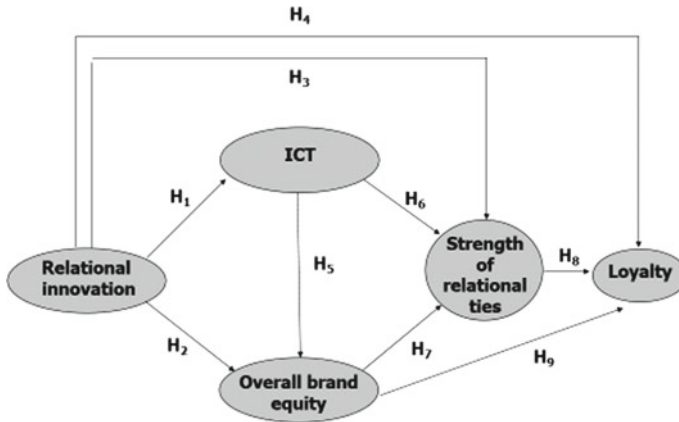 H₄
H₃
ICT
H₁
H₆
Strength
of
relational
ties
H₈
Relational
innovation
H₅
Loyalty
H₂
H₇
H₉
Overall brand
equity